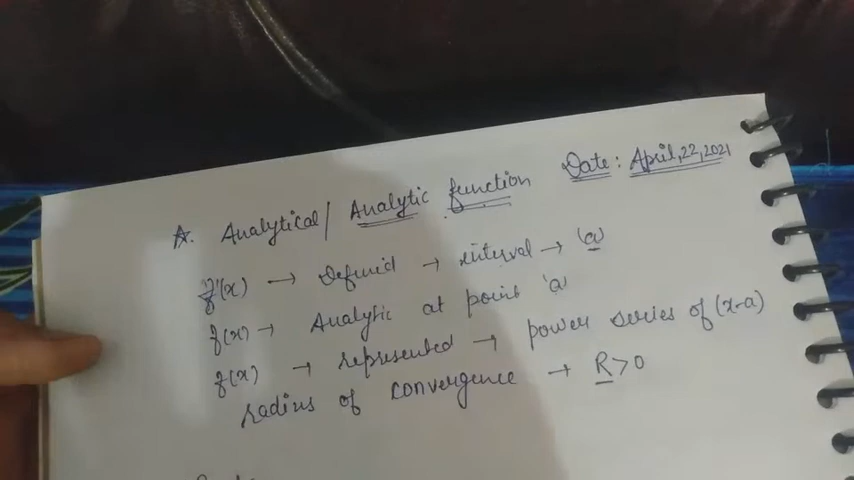 Date: April,22,2021
☆. Analytical/ Analytic function
'f'(x) → Defined → interval → 'a'
f(x) → Analytic at point 'a'
f(x) → represented → power series of (x-a)
radius of convergence → R>0